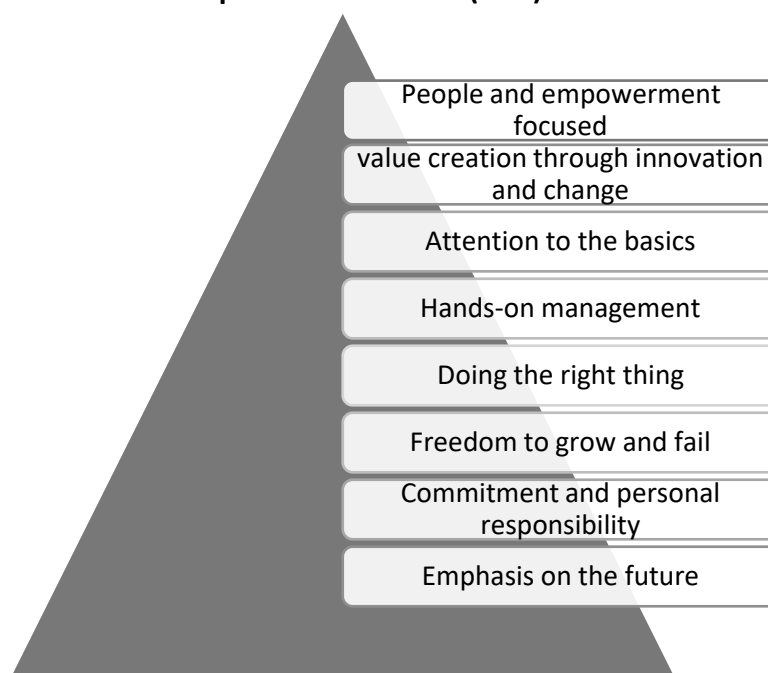 People and empowerment
focused
value creation through innovation
and change
Attention to the basics
Hands-on management
Doing the right thing
Freedom to grow and fail
Commitment and personal
responsibility
Emphasis on the future